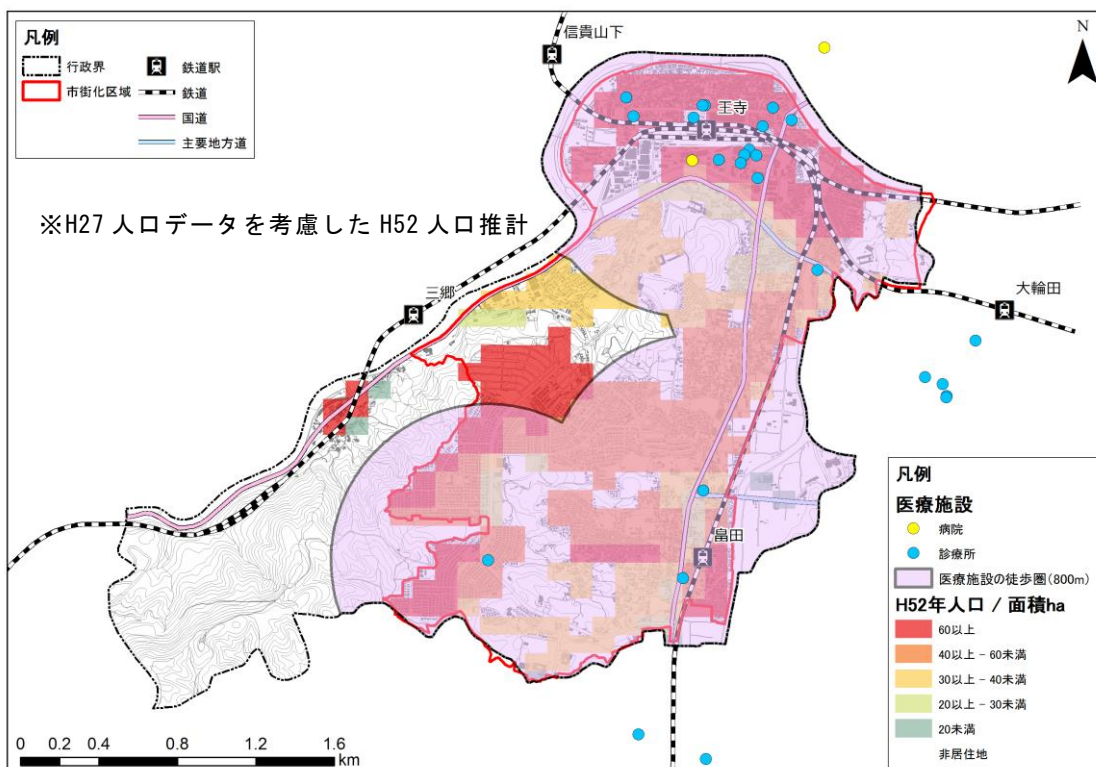 凡例
行政界
鉄道駅
市街化区域
鉄道
国道
主要地方道
信貴山下
N
王寺
※H27 人口データを考慮した H52 人口推計
三郷
大輪田
畠田
凡例
医療施設
病院
診療所
医療施設の徒歩圏(800m)
H52年人口 / 面積ha
60以上
40以上 - 60未満
30以上 - 40未満
20以上 - 30未満
20未満
非居住地
0 0.2 0.4 0.8 1.2 1.6
km